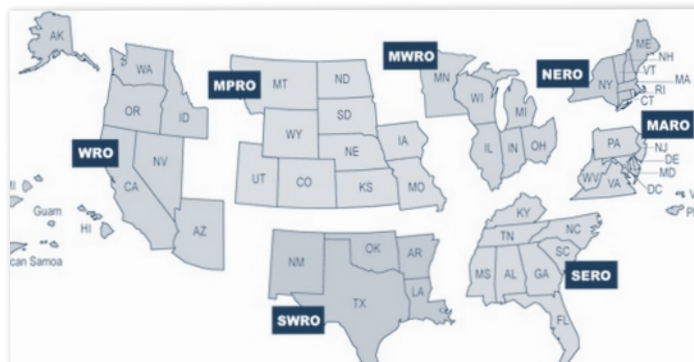 AK
WA
OR
ID
WRO
NV
CA
AZ
HI
Guam
can Samoa
MPRO
MT
ND
SD
WY
NE
IA
UT
CO
KS
MO
MWRO
MN
WI
MI
IL
IN
OH
NERO
ME
NH
VT
NY
MA
RI
CT
MARO
PA
NJ
DE
MD
WV
VA
DC
KY
TN
NC
SC
MS
AL
GA
SERO
FL
NM
OK
AR
TX
LA
SWRO